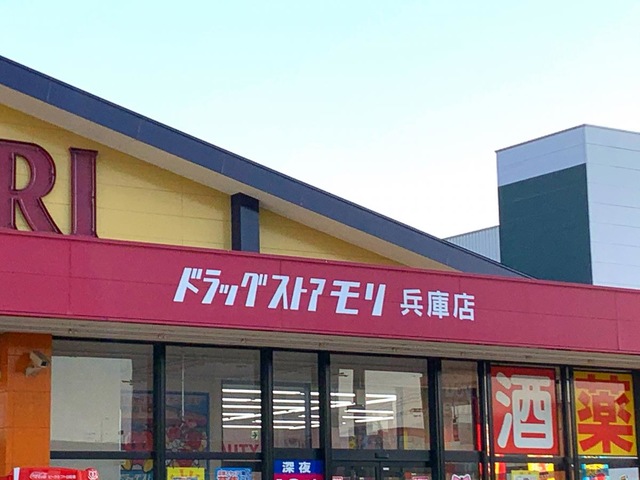 RI
ドラッグストアモリ 兵庫店
酒
薬
深夜